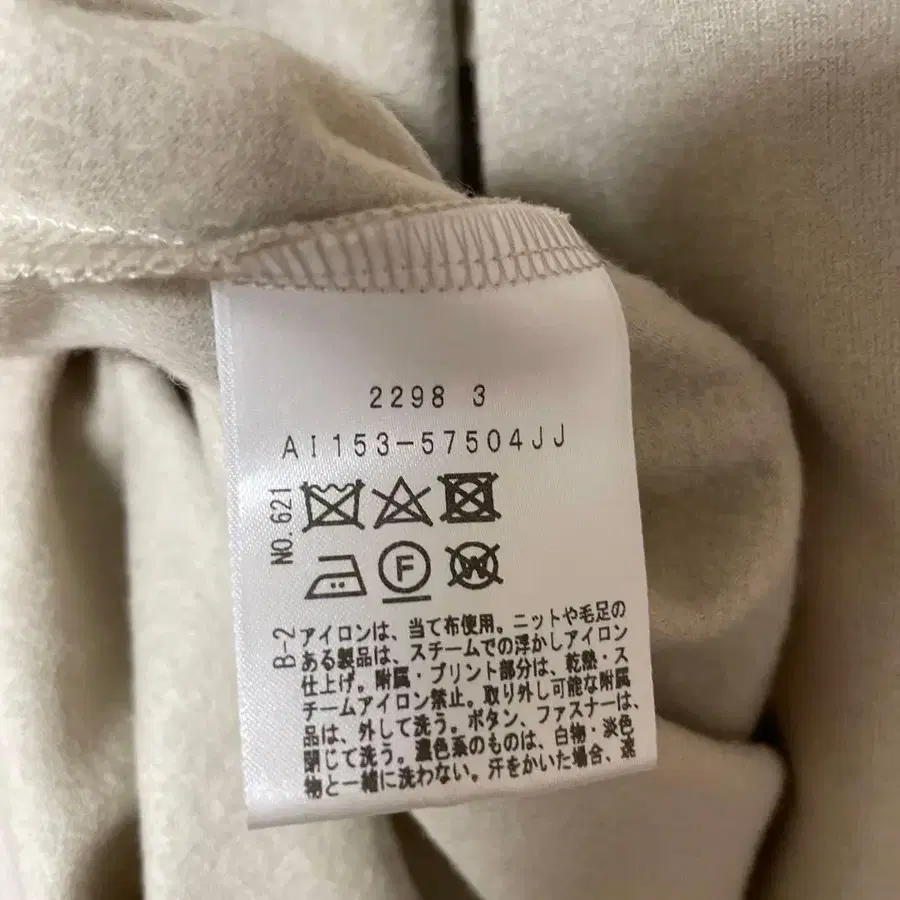 2298 3
AI153-57504JJ
NO.621
F
W
B-2
アイロンは、当て布使用。ニットや毛足の
ある製品は、スチームでの浮かしアイロン
仕上げ。附属・プリント部分は、乾熱・ス
チームアイロン禁止。取り外し可能な附属
品は、外して洗う。ボタン、ファスナーは、
閉じて洗う。濃色系のものは、白物・淡色
物と一緒に洗わない。汗をかいた場合、楽